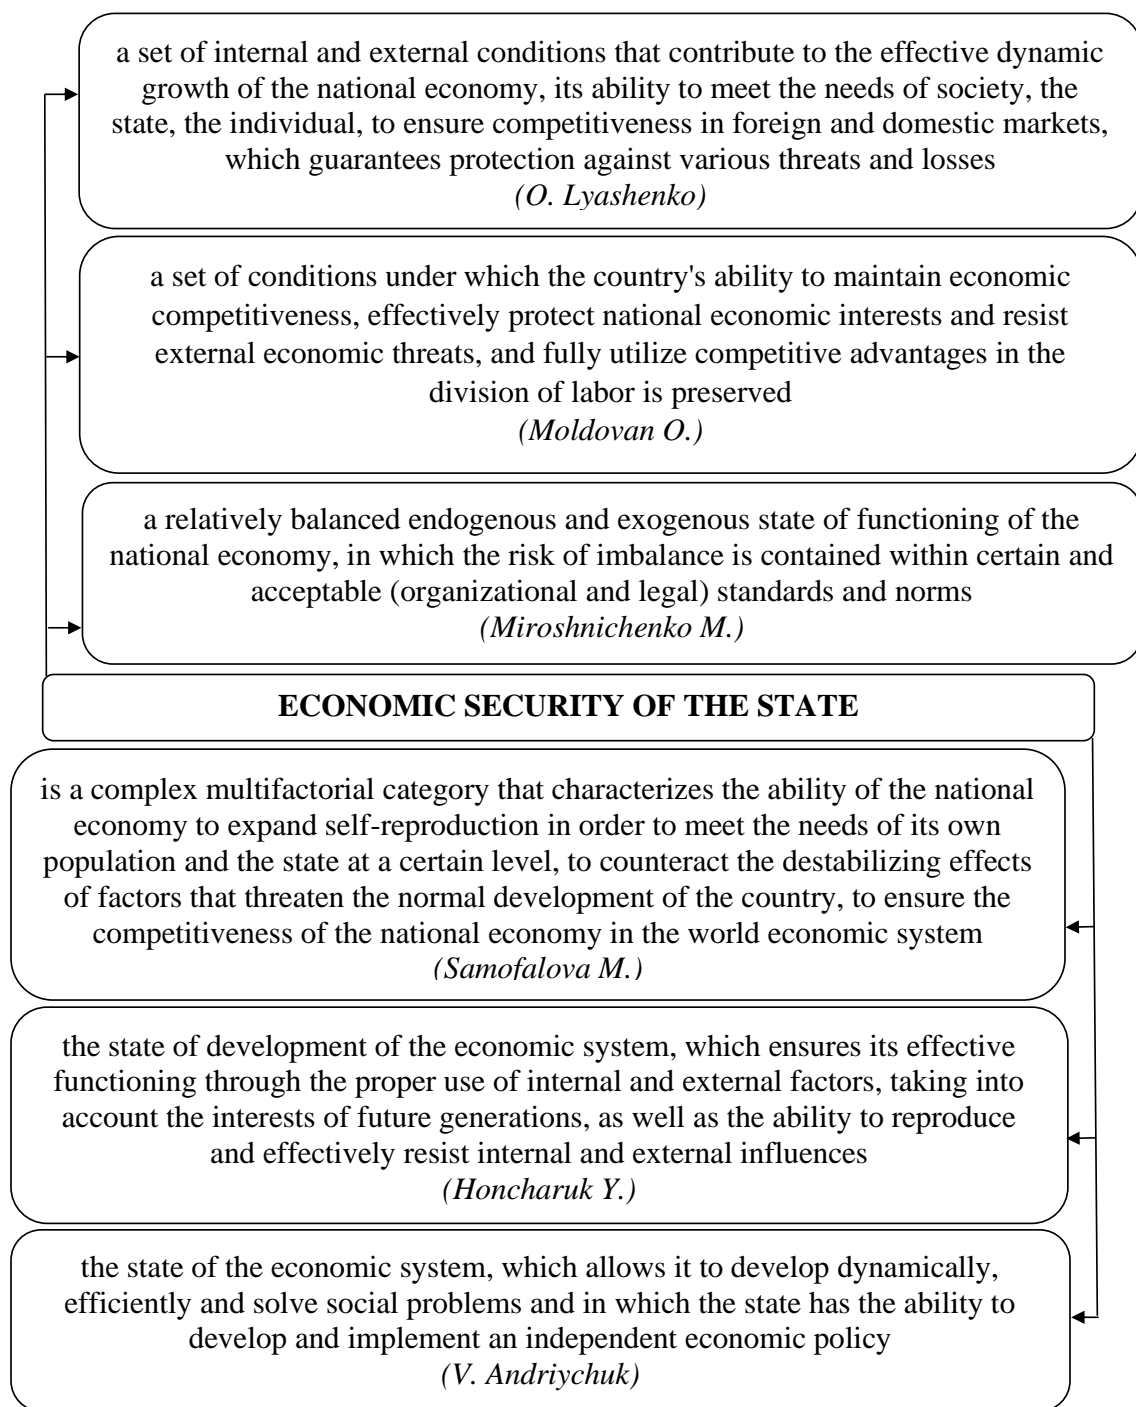 a set of internal and external conditions that contribute to the effective dynamic
growth of the national economy, its ability to meet the needs of society, the
state, the individual, to ensure competitiveness in foreign and domestic markets,
which guarantees protection against various threats and losses
(O. Lyashenko)
a set of conditions under which the country's ability to maintain economic
competitiveness, effectively protect national economic interests and resist
external economic threats, and fully utilize competitive advantages in the
division of labor is preserved
(Moldovan O.)
a relatively balanced endogenous and exogenous state of functioning of the
national economy, in which the risk of imbalance is contained within certain and
acceptable (organizational and legal) standards and norms
(Miroshnichenko M.)
ECONOMIC SECURITY OF THE STATE
is a complex multifactorial category that characterizes the ability of the national
economy to expand self-reproduction in order to meet the needs of its own
population and the state at a certain level, to counteract the destabilizing effects
of factors that threaten the normal development of the country, to ensure the
competitiveness of the national economy in the world economic system
(Samofalova M.)
the state of development of the economic system, which ensures its effective
functioning through the proper use of internal and external factors, taking into
account the interests of future generations, as well as the ability to reproduce
and effectively resist internal and external influences
(Honcharuk Y.)
the state of the economic system, which allows it to develop dynamically,
efficiently and solve social problems and in which the state has the ability to
develop and implement an independent economic policy
(V. Andriychuk)